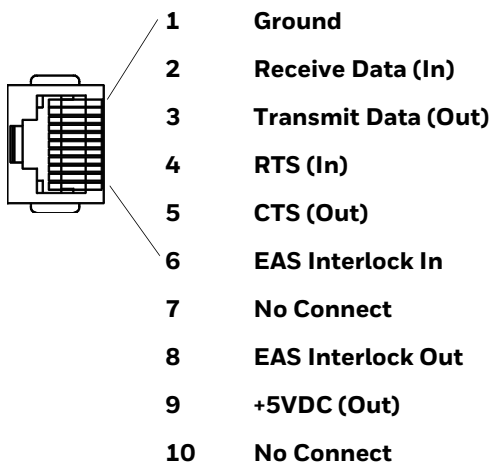 1 Ground
2 Receive Data (In)
3 Transmit Data (Out)
4 RTS (In)
5 CTS (Out)
6 EAS Interlock In
7 No Connect
8 EAS Interlock Out
9 +5VDC (Out)
10 No Connect